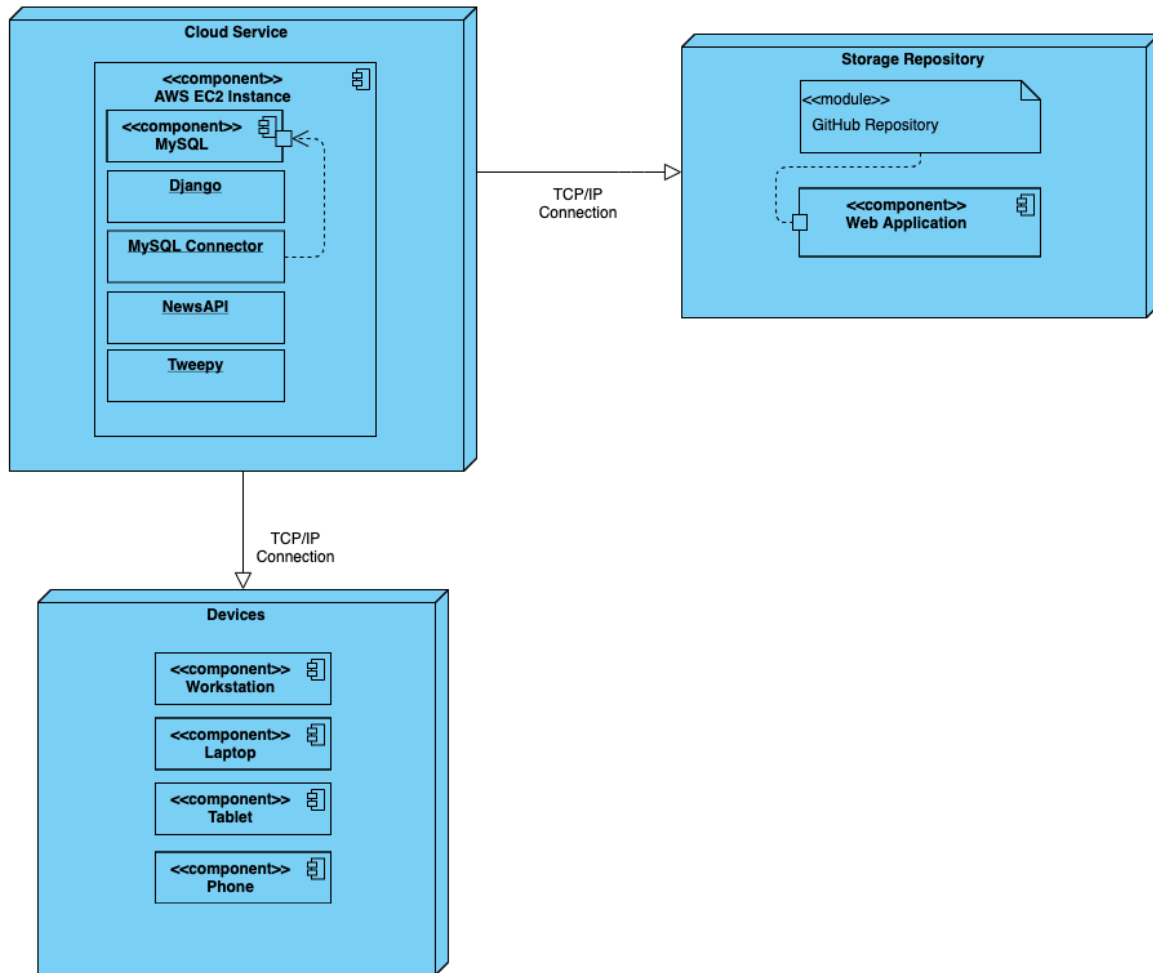 Cloud Service
<<component>>
AWS EC2 Instance
<<component>>
MySQL
Django
MySQL Connector
NewsAPI
Tweepy
TCP/IP
Connection
Storage Repository
<<module>>
GitHub Repository
<<component>>
Web Application
TCP/IP
Connection
Devices
<<component>>
Workstation
<<component>>
Laptop
<<component>>
Tablet
<<component>>
Phone